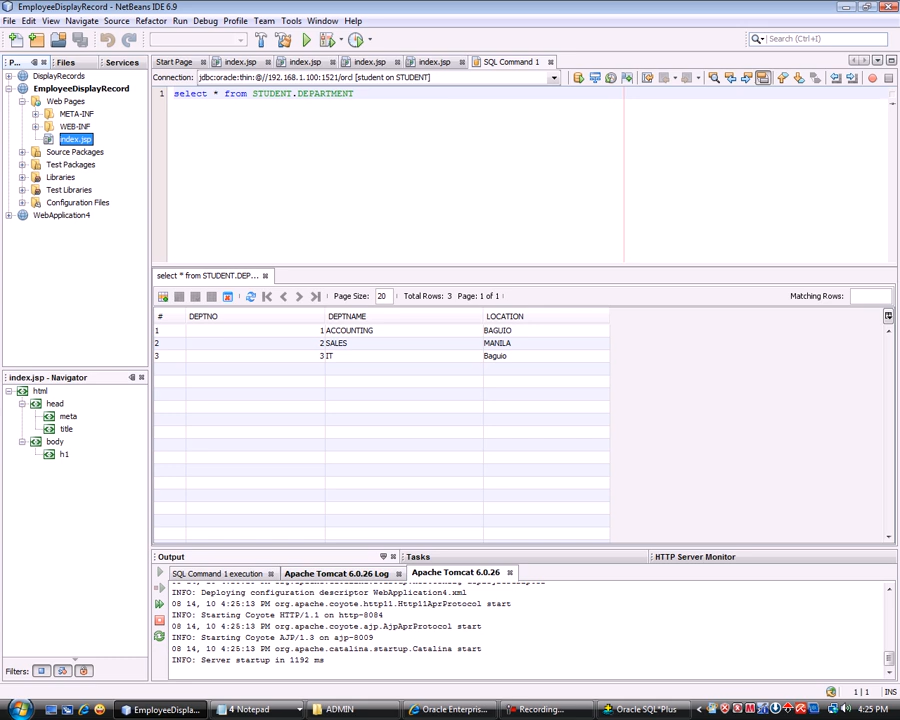 EmployeeDisplayRecord - NetBeans IDE 6.9
File Edit View Navigate Source Refactor Run Debug Profile Team Tools Window Help
Search (Ctrl+I)
P... Files Services
Start Page index.jsp index.jsp index.jsp index.jsp SQL Command 1
Connection: jdbc:oracle:thin:@//192.168.1.100:1521/orcl [student on STUDENT]
1 select * from STUDENT.DEPARTMENT
DisplayRecords
EmployeeDisplayRecord
Web Pages
META-INF
WEB-INF
index.jsp
Source Packages
Test Packages
Libraries
Test Libraries
Configuration Files
WebApplication4
select * from STUDENT.DEP...
Page Size: 20 Total Rows: 3 Page: 1 of 1 Matching Rows:
# DEPTNO DEPTNAME LOCATION
1 1 ACCOUNTING BAGUIO
2 2 SALES MANILA
3 3 IT Baguio
index.jsp - Navigator
html
head
meta
title
body
h1
Filters:
Output Tasks HTTP Server Monitor
SQL Command 1 execution Apache Tomcat 6.0.26 Log Apache Tomcat 6.0.26
INFO: Deploying configuration descriptor WebApplication4.xml
08 14, 10 4:25:13 PM org.apache.coyote.http11.Http11AprProtocol start
INFO: Starting Coyote HTTP/1.1 on http-8084
08 14, 10 4:25:13 PM org.apache.coyote.ajp.AjpAprProtocol start
INFO: Starting Coyote AJP/1.3 on ajp-8009
08 14, 10 4:25:13 PM org.apache.catalina.startup.Catalina start
INFO: Server startup in 1192 ms
1 | 1 INS
EmployeeDispla... 4 Notepad ADMIN Oracle Enterpris... Recording... Oracle SQL*Plus 4:25 PM